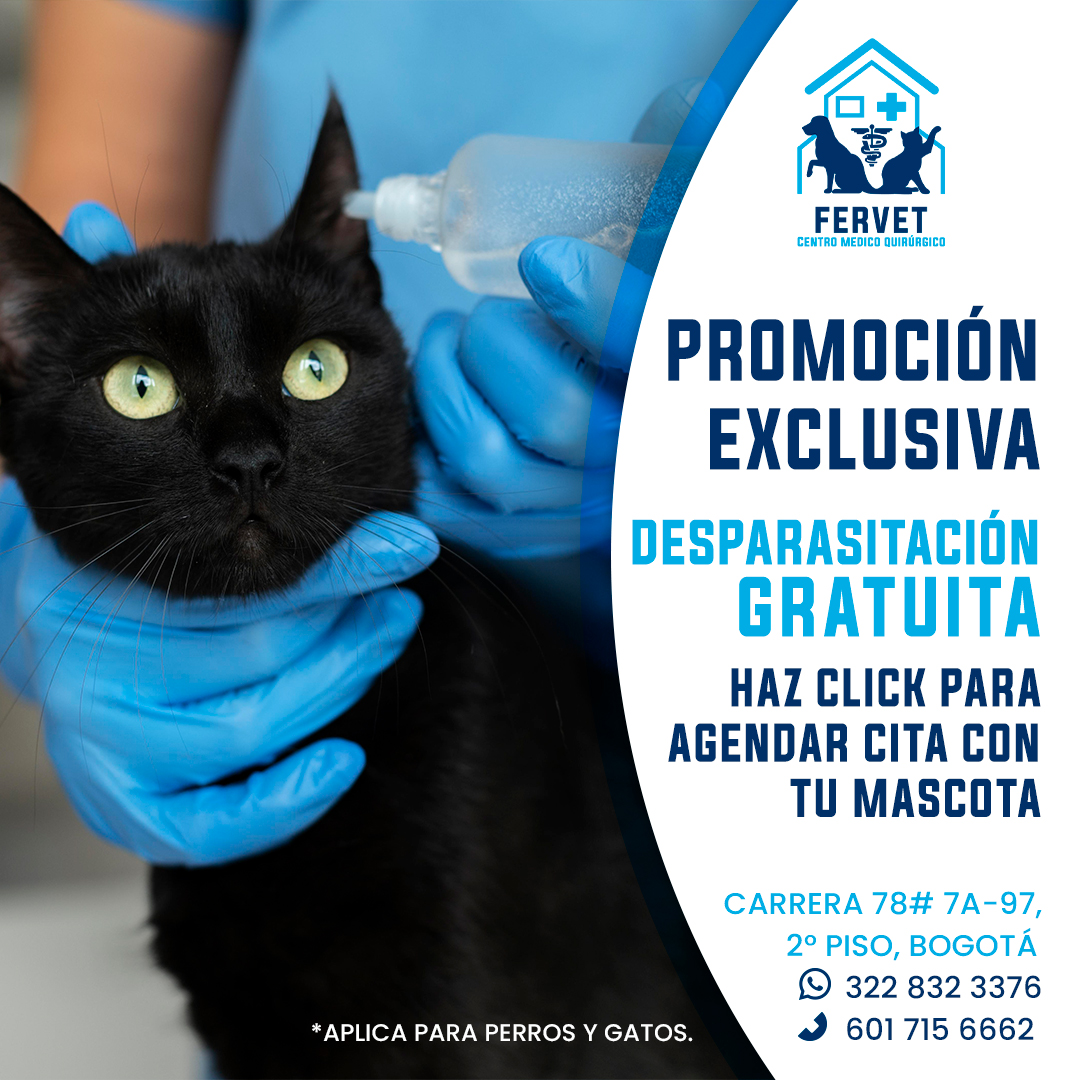 FERVET
CENTRO MEDICO QUIRÚRGICO
PROMOCIÓN
EXCLUSIVA
DESPARASITACIÓN
GRATUITA
HAZ CLICK PARA
AGENDAR CITA CON
TU MASCOTA
CARRERA 78# 7A-97,
2º PISO, BOGOTÁ
322 832 3376
601 715 6662
*APLICA PARA PERROS Y GATOS.